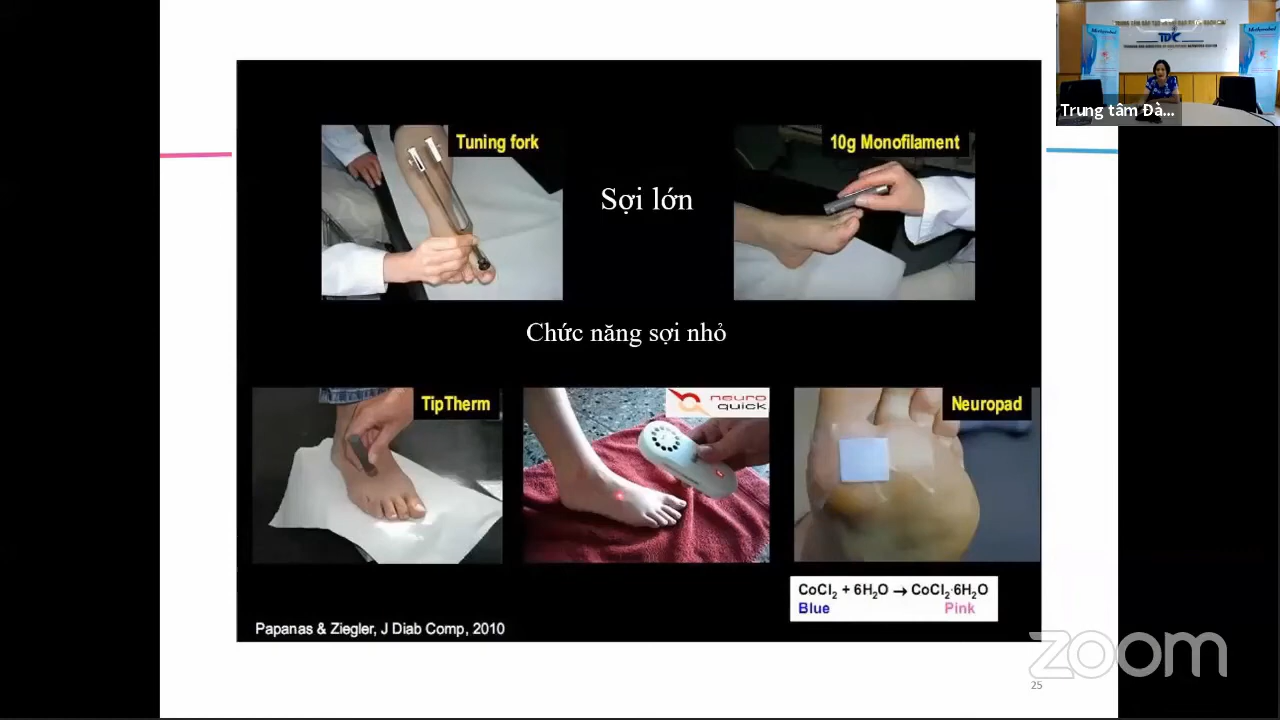 TDC
Trung tâm Đà...
Tuning fork
10g Monofilament
Sợi lớn
Chức năng sợi nhỏ
TipTherm
neuro
quick
Neuropad
CoCl₂ + 6H₂O → CoCl₂·6H₂O
Blue Pink
Papanas & Ziegler, J Diab Comp, 2010
zoom
25